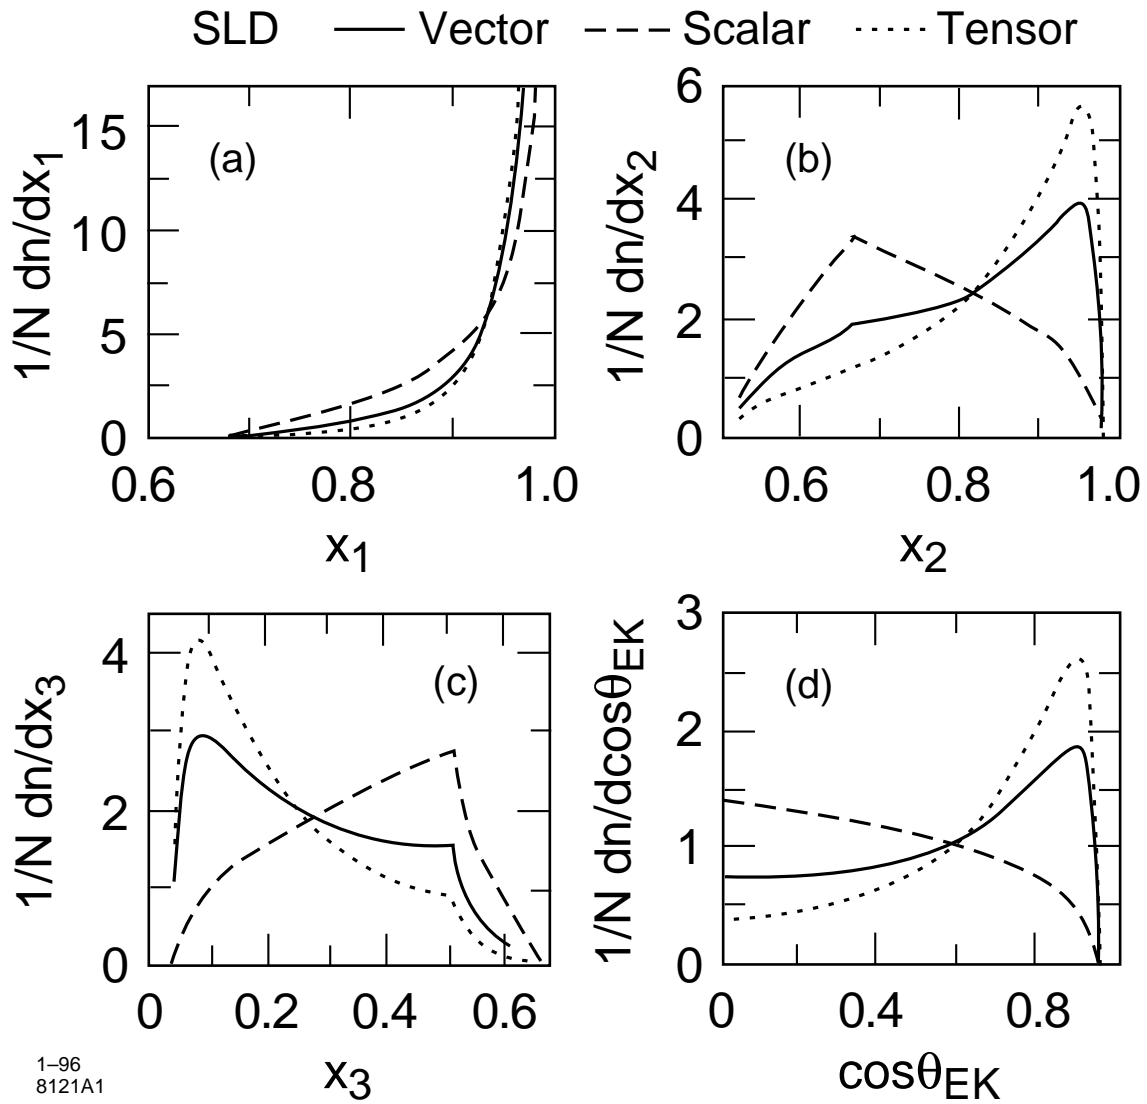 SLD Vector Scalar Tensor
(a)
15
10
5
0
0.6 0.8 1.0
1/N dn/dx1
x1
(b)
6
4
2
0
0.6 0.8 1.0
1/N dn/dx2
x2
(c)
4
2
0
0 0.2 0.4 0.6
1/N dn/dx3
x3
(d)
3
2
1
0
0 0.4 0.8
1/N dn/dcosθEK
cosθEK
1–96
8121A1